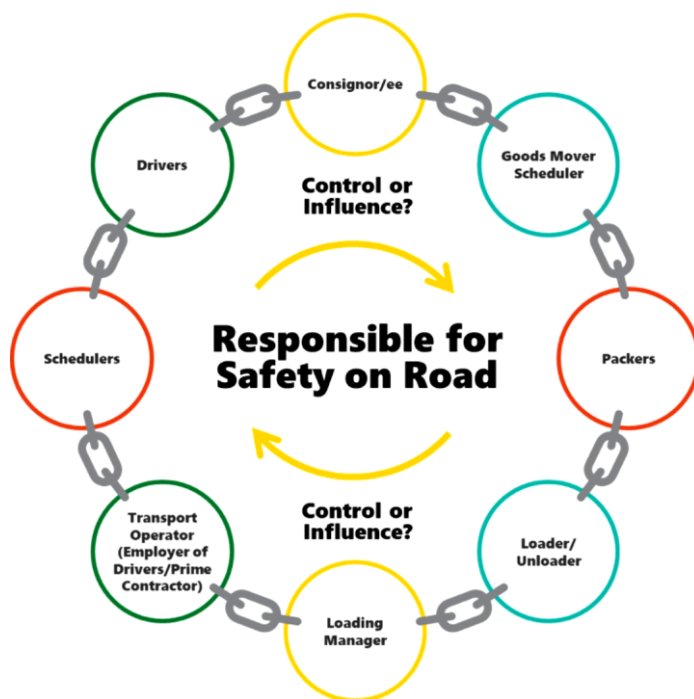 Consignor/ee
Goods Mover
Scheduler
Packers
Loader/
Unloader
Loading
Manager
Transport
Operator
(Employer of
Drivers/Prime
Contractor)
Schedulers
Drivers
Control or
Influence?
Responsible for
Safety on Road
Control or
Influence?